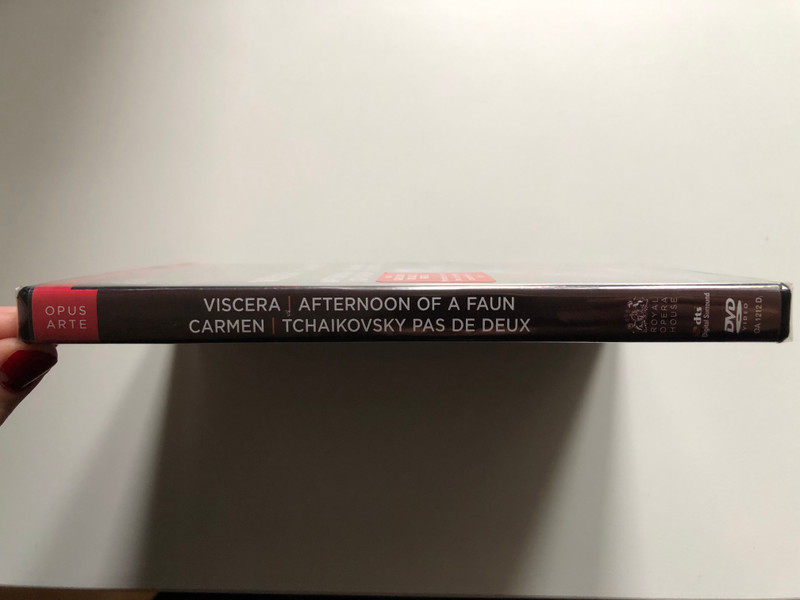 OPUS
ARTE
VISCERA | AFTERNOON OF A FAUN
CARMEN | TCHAIKOVSKY PAS DE DEUX
ROYAL
OPERA
HOUSE
dts
Digital Surround
DVD
VIDEO
OA 1212 D